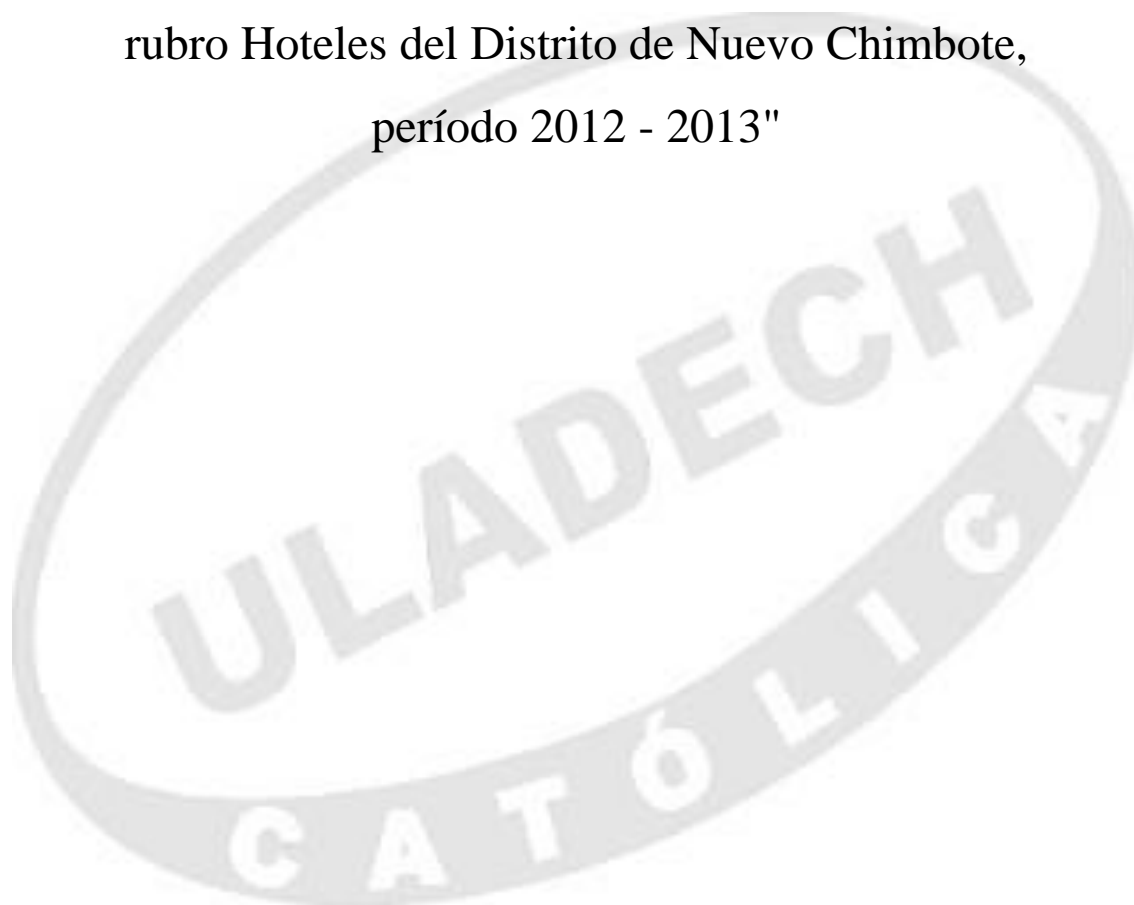 rubro Hoteles del Distrito de Nuevo Chimbote,
período 2012 - 2013"
ULADECH
CATÓLICA